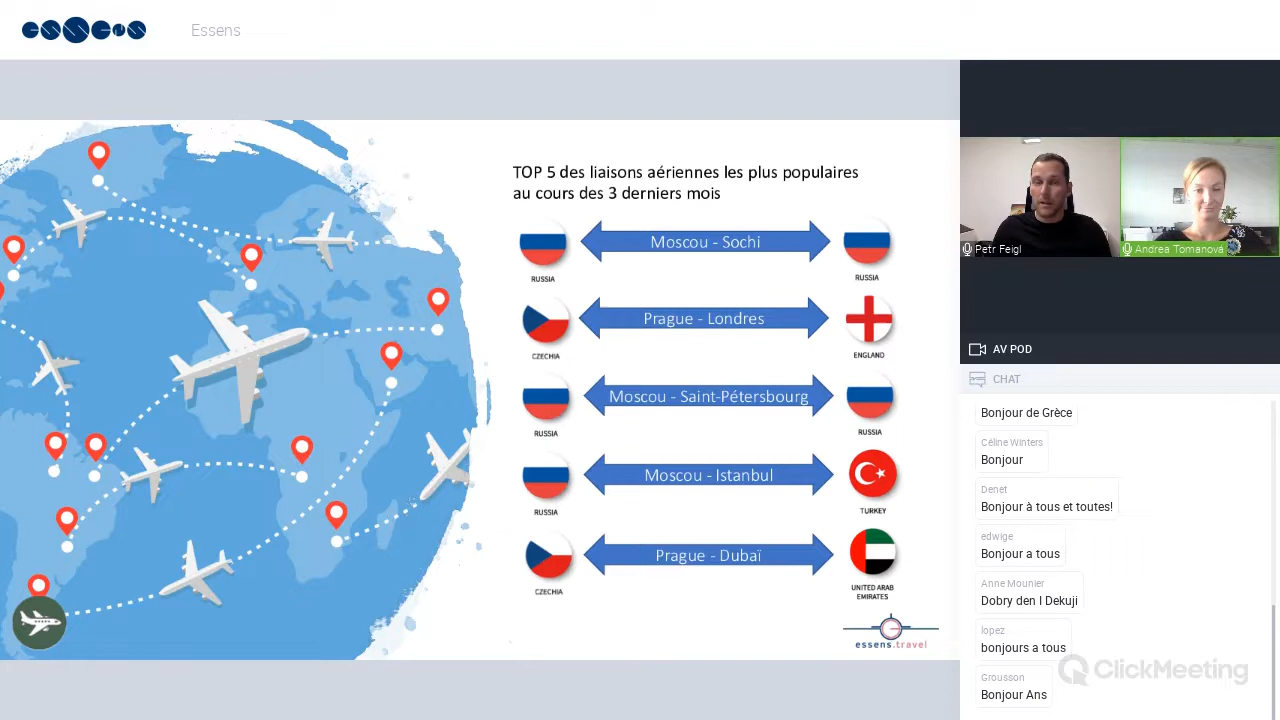 essens
Essens
TOP 5 des liaisons aériennes les plus populaires
au cours des 3 derniers mois
Moscou - Sochi
RUSSIA
RUSSIA
Prague - Londres
CZECHIA
ENGLAND
Moscou - Saint-Pétersbourg
RUSSIA
RUSSIA
Moscou - Istanbul
RUSSIA
TURKEY
Prague - Dubaï
CZECHIA
UNITED ARAB
EMIRATES
essens.travel
Petr Feigl
Andrea Tomanová
AV POD
CHAT
Bonjour de Grèce
Céline Winters
Bonjour
Denet
Bonjour à tous et toutes!
edwige
Bonjour a tous
Anne Mounier
Dobry den I Dekuji
lopez
bonjours a tous
Grousson
Bonjour Ans
ClickMeeting